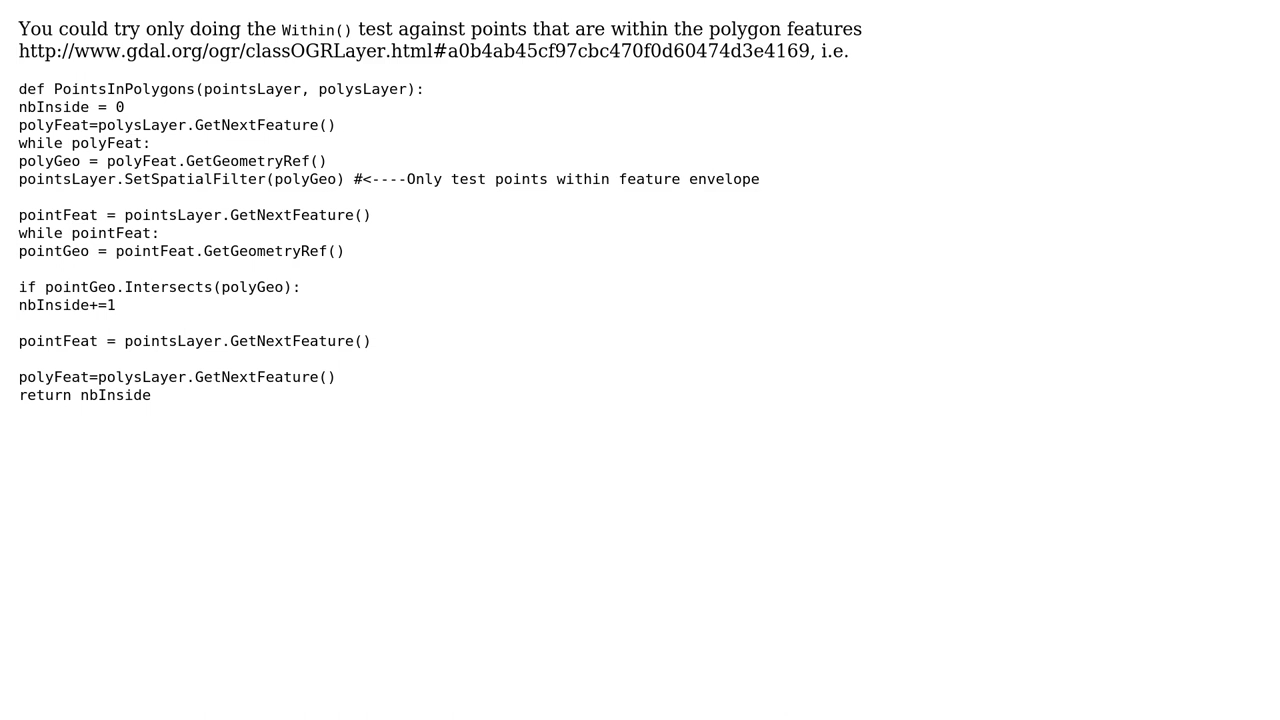 You could try only doing the Within() test against points that are within the polygon features
http://www.gdal.org/ogr/classOGRLayer.html#a0b4ab45cf97cbc470f0d60474d3e4169, i.e.
def PointsInPolygons(pointsLayer, polysLayer):
nbInside = 0
polyFeat=polysLayer.GetNextFeature()
while polyFeat:
polyGeo = polyFeat.GetGeometryRef()
pointsLayer.SetSpatialFilter(polyGeo) #<----Only test points within feature envelope
pointFeat = pointsLayer.GetNextFeature()
while pointFeat:
pointGeo = pointFeat.GetGeometryRef()
if pointGeo.Intersects(polyGeo):
nbInside+=1
pointFeat = pointsLayer.GetNextFeature()
polyFeat=polysLayer.GetNextFeature()
return nbInside